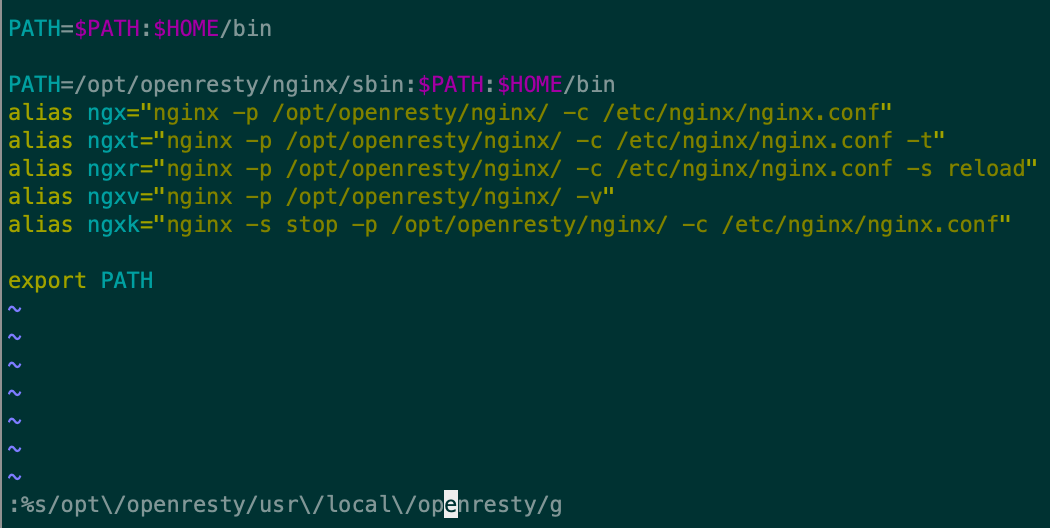 PATH=$PATH:$HOME/bin
PATH=/opt/openresty/nginx/sbin:$PATH:$HOME/bin
alias ngx="nginx -p /opt/openresty/nginx/ -c /etc/nginx/nginx.conf"
alias ngxt="nginx -p /opt/openresty/nginx/ -c /etc/nginx/nginx.conf -t"
alias ngxr="nginx -p /opt/openresty/nginx/ -c /etc/nginx/nginx.conf -s reload"
alias ngxv="nginx -p /opt/openresty/nginx/ -v"
alias ngxk="nginx -s stop -p /opt/openresty/nginx/ -c /etc/nginx/nginx.conf"
export PATH
~
~
~
~
~
~
~
:%s/opt\/openresty/usr\/local\/openresty/g